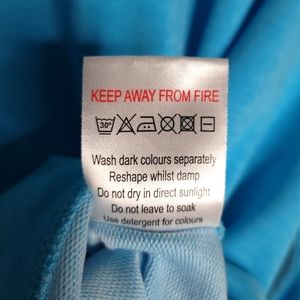 KEEP AWAY FROM FIRE
30°
Wash dark colours separately
Reshape whilst damp
Do not dry in direct sunlight
Do not leave to soak
Use detergent for colours